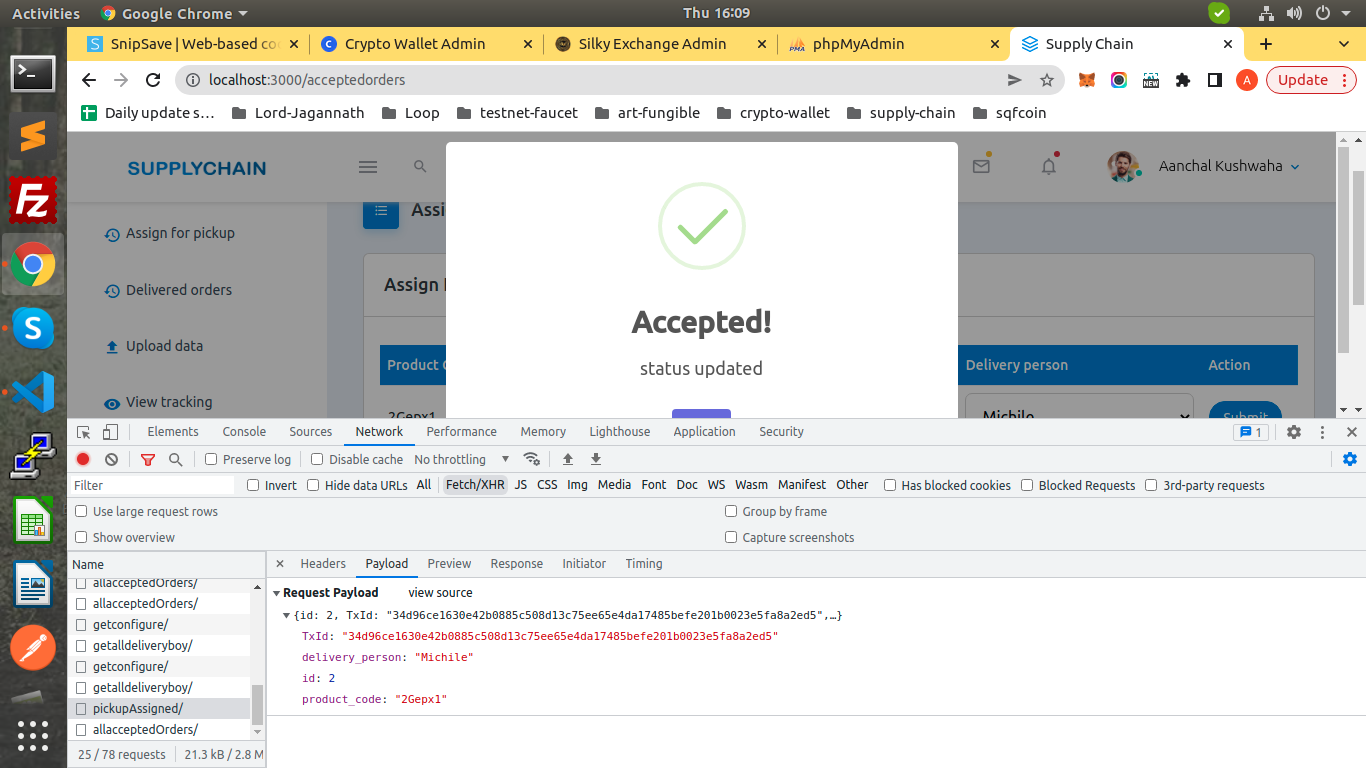 Activities Google Chrome Thu 16:09
SnipSave | Web-based co Crypto Wallet Admin Silky Exchange Admin phpMyAdmin Supply Chain
localhost:3000/acceptedorders NEW A Update
Daily update s… Lord-Jagannath Loop testnet-faucet art-fungible crypto-wallet supply-chain sqfcoin
SUPPLYCHAIN Aanchal Kushwaha
Assi
Assign for pickup
Delivered orders
Assign
Accepted!
Upload data
status updated
Product Delivery person Action
View tracking
2Gepx1 Michile Submit
Elements Console Sources Network Performance Memory Lighthouse Application Security 1
Preserve log Disable cache No throttling
Filter Invert Hide data URLs All Fetch/XHR JS CSS Img Media Font Doc WS Wasm Manifest Other Has blocked cookies Blocked Requests 3rd-party requests
Use large request rows Group by frame
Show overview Capture screenshots
Name
allacceptedOrders/
allacceptedOrders/
getconfigure/
getalldeliveryboy/
getconfigure/
getalldeliveryboy/
pickupAssigned/
allacceptedOrders/
25 / 78 requests 21.3 kB / 2.8 M
Headers Payload Preview Response Initiator Timing
Request Payload view source
{id: 2, TxId: "34d96ce1630e42b0885c508d13c75ee65e4da17485befe201b0023e5fa8a2ed5",…}
TxId: "34d96ce1630e42b0885c508d13c75ee65e4da17485befe201b0023e5fa8a2ed5"
delivery_person: "Michile"
id: 2
product_code: "2Gepx1"